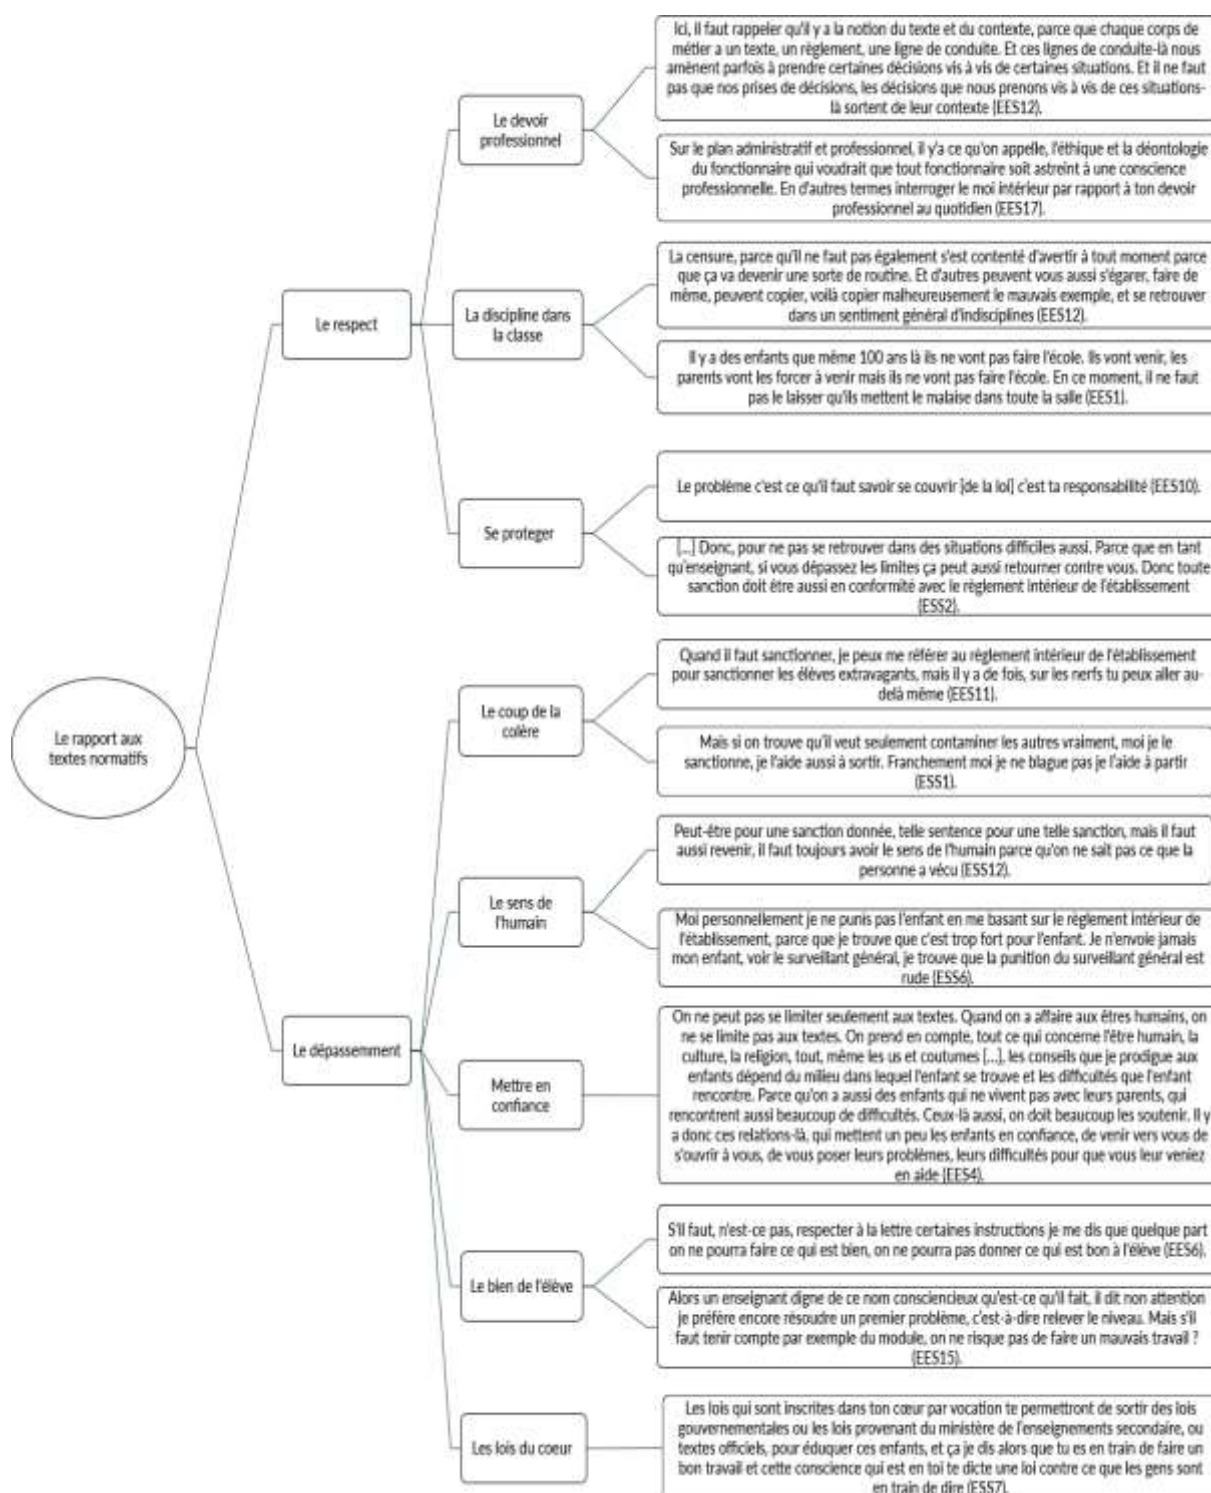 Ici, il faut rappeler qu'il y a la notion du texte et du contexte, parce que chaque corps de
métier a un texte, un règlement, une ligne de conduite. Et ces lignes de conduite-là nous
amènent parfois à prendre certaines décisions vis à vis de certaines situations. Et il ne faut
pas que nos prises de décisions, les décisions que nous prenons vis à vis de ces situations-
là sortent de leur contexte (EES12).
Le devoir
professionnel
Sur le plan administratif et professionnel, il y'a ce qu'on appelle, l'éthique et la déontologie
du fonctionnaire qui voudrait que tout fonctionnaire soit astreint à une conscience
professionnelle. En d'autres termes interroger le moi intérieur par rapport à ton devoir
professionnel au quotidien (EES17).
La censure, parce qu'il ne faut pas également s'est contenté d'avertir à tout moment parce
que ça va devenir une sorte de routine. Et d'autres peuvent vous aussi s'égarer, faire de
même, peuvent copier, voilà copier malheureusement le mauvais exemple, et se retrouver
dans un sentiment général d'indisciplines (EES12).
Le respect
La discipline dans
la classe
Il y a des enfants que même 100 ans là ils ne vont pas faire l'école. Ils vont venir, les
parents vont les forcer à venir mais ils ne vont pas faire l'école. En ce moment, il ne faut
pas le laisser qu'ils mettent le malaise dans toute la salle (EES1).
Le problème c'est ce qu'il faut savoir se couvrir [de la loi] c'est ta responsabilité (EES10).
Se proteger
[...] Donc, pour ne pas se retrouver dans des situations difficiles aussi. Parce que en tant
qu'enseignant, si vous dépassez les limites ça peut aussi retourner contre vous. Donc toute
sanction doit être aussi en conformité avec le règlement intérieur de l'établissement
(ESS2).
Le rapport aux
textes normatifs
Quand il faut sanctionner, je peux me référer au règlement intérieur de l'établissement
pour sanctionner les élèves extravagants, mais il y a de fois, sur les nerfs tu peux aller au-
delà même (EES11).
Le coup de la
colère
Mais si on trouve qu'il veut seulement contaminer les autres vraiment, moi je le
sanctionne, je l'aide aussi à sortir. Franchement moi je ne blague pas je l'aide à partir
(ESS1).
Peut-être pour une sanction donnée, telle sentence pour une telle sanction, mais il faut
aussi revenir, il faut toujours avoir le sens de l'humain parce qu'on ne sait pas ce que la
personne a vécu (ESS12).
Le sens de
l'humain
Moi personnellement je ne punis pas l'enfant en me basant sur le règlement intérieur de
l'établissement, parce que je trouve que c'est trop fort pour l'enfant. Je n'envoie jamais
mon enfant, voir le surveillant général, je trouve que la punition du surveillant général est
rude (ESS6).
Le dépassemment
Mettre en
confiance
On ne peut pas se limiter seulement aux textes. Quand on a affaire aux êtres humains, on
ne se limite pas aux textes. On prend en compte, tout ce qui concerne l'être humain, la
culture, la religion, tout, même les us et coutumes [...], les conseils que je prodigue aux
enfants dépend du milieu dans lequel l'enfant se trouve et les difficultés que l'enfant
rencontre. Parce qu'on a aussi des enfants qui ne vivent pas avec leurs parents, qui
rencontrent aussi beaucoup de difficultés. Ceux-là aussi, on doit beaucoup les soutenir. Il y
a donc ces relations-là, qui mettent un peu les enfants en confiance, de venir vers vous de
s'ouvrir à vous, de vous poser leurs problèmes, leurs difficultés pour que vous leur veniez
en aide (EES4).
S'il faut, n'est-ce pas, respecter à la lettre certaines instructions je me dis que quelque part
on ne pourra faire ce qui est bien, on ne pourra pas donner ce qui est bon à l'élève (EES6).
Le bien de l'élève
Alors un enseignant digne de ce nom consciencieux qu'est-ce qu'il fait, il dit non attention
je préfère encore résoudre un premier problème, c'est-à-dire relever le niveau. Mais s'il
faut tenir compte par exemple du module, on ne risque pas de faire un mauvais travail ?
(EES15).
Les lois du coeur
Les lois qui sont inscrites dans ton cœur par vocation te permettront de sortir des lois
gouvernementales ou les lois provenant du ministère de l'enseignements secondaire, ou
textes officiels, pour éduquer ces enfants, et ça je dis alors que tu es en train de faire un
bon travail et cette conscience qui est en toi te dicte une loi contre ce que les gens sont
en train de dire (ESS7).